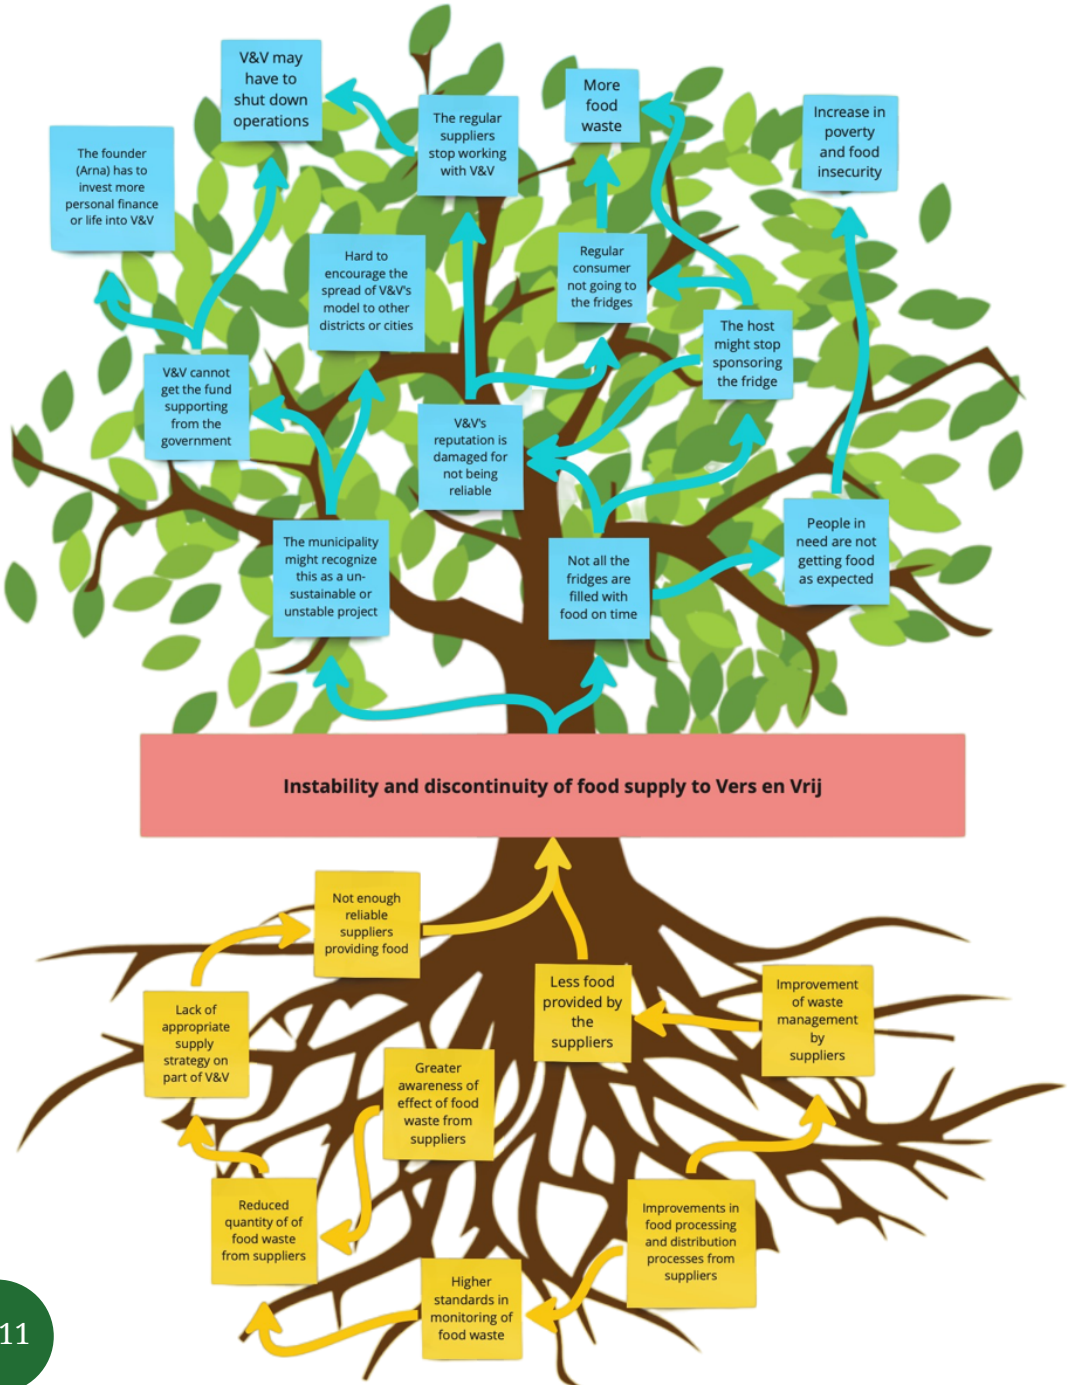 V&V may
have to
shut down
operations
The regular
suppliers
stop working
with V&V
More
food
waste
Increase in
poverty
and food
insecurity
The founder
(Arna) has to
invest more
personal finance
or life into V&V
Hard to
encourage the
spread of V&V's
model to other
districts or cities
Regular
consumer
not going to
the fridges
The host
might stop
sponsoring
the fridge
V&V cannot
get the fund
supporting
from the
government
V&V's
reputation is
damaged for
not being
reliable
The municipality
might recognize
this as a un-
sustainable or
unstable project
Not all the
fridges are
filled with
food on time
People in
need are not
getting food
as expected
Instability and discontinuity of food supply to Vers en Vrij
Not enough
reliable
suppliers
providing food
Less food
provided by
the
suppliers
Improvement
of waste
management
by
suppliers
Lack of
appropriate
supply
strategy on
part of V&V
Greater
awareness of
effect of food
waste from
suppliers
Reduced
quantity of of
food waste
from suppliers
Improvements in
food processing
and distribution
processes from
suppliers
Higher
standards in
monitoring of
food waste
11